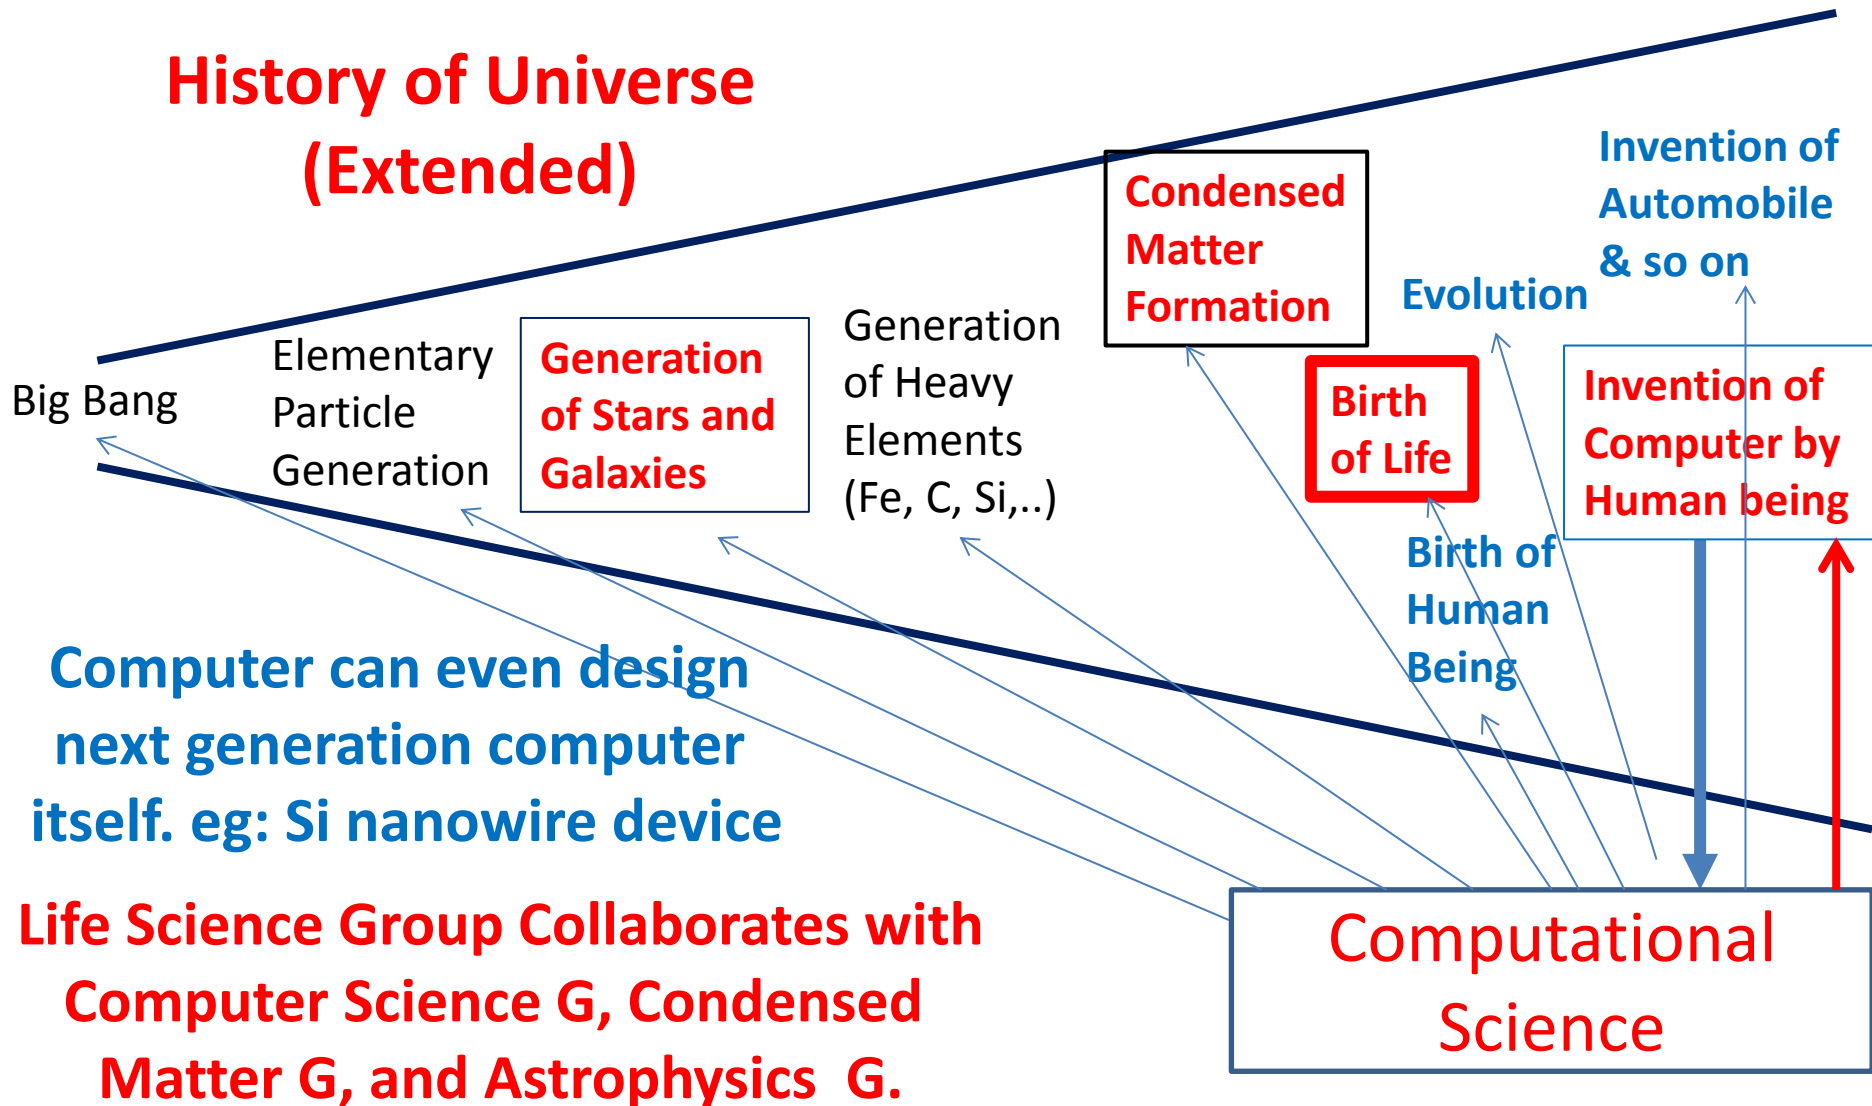 History of Universe
(Extended)
Big Bang
Elementary
Particle
Generation
Generation
of Stars and
Galaxies
Generation
of Heavy
Elements
(Fe, C, Si,..)
Condensed
Matter
Formation
Birth
of Life
Evolution
Birth of
Human
Being
Invention of
Automobile
& so on
Invention of
Computer by
Human being
Computer can even design
next generation computer
itself. eg: Si nanowire device
Life Science Group Collaborates with
Computer Science G, Condensed
Matter G, and Astrophysics G.
Computational
Science